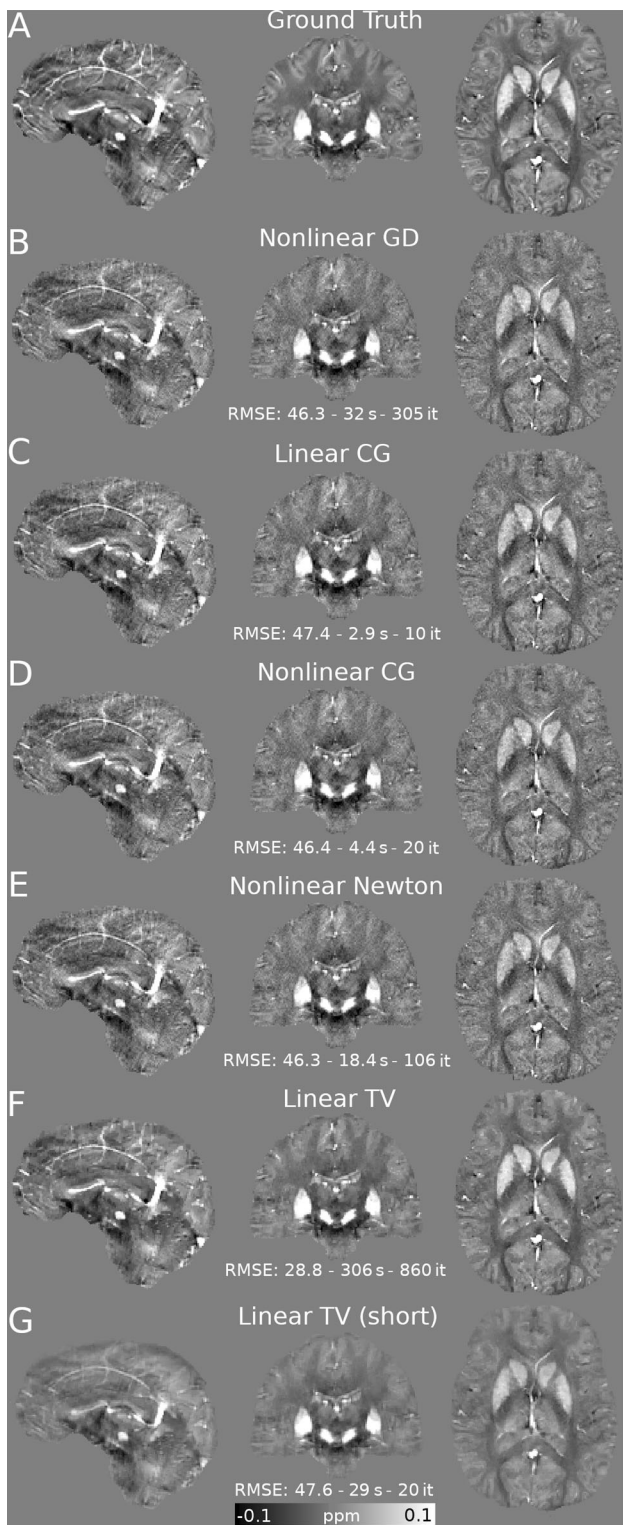 A
Ground Truth
B
Nonlinear GD
RMSE: 46.3 - 32 s - 305 it
C
Linear CG
RMSE: 47.4 - 2.9 s - 10 it
D
Nonlinear CG
RMSE: 46.4 - 4.4 s - 20 it
E
Nonlinear Newton
RMSE: 46.3 - 18.4 s - 106 it
F
Linear TV
RMSE: 28.8 - 306 s - 860 it
G
Linear TV (short)
RMSE: 47.6 - 29 s - 20 it
-0.1 ppm 0.1